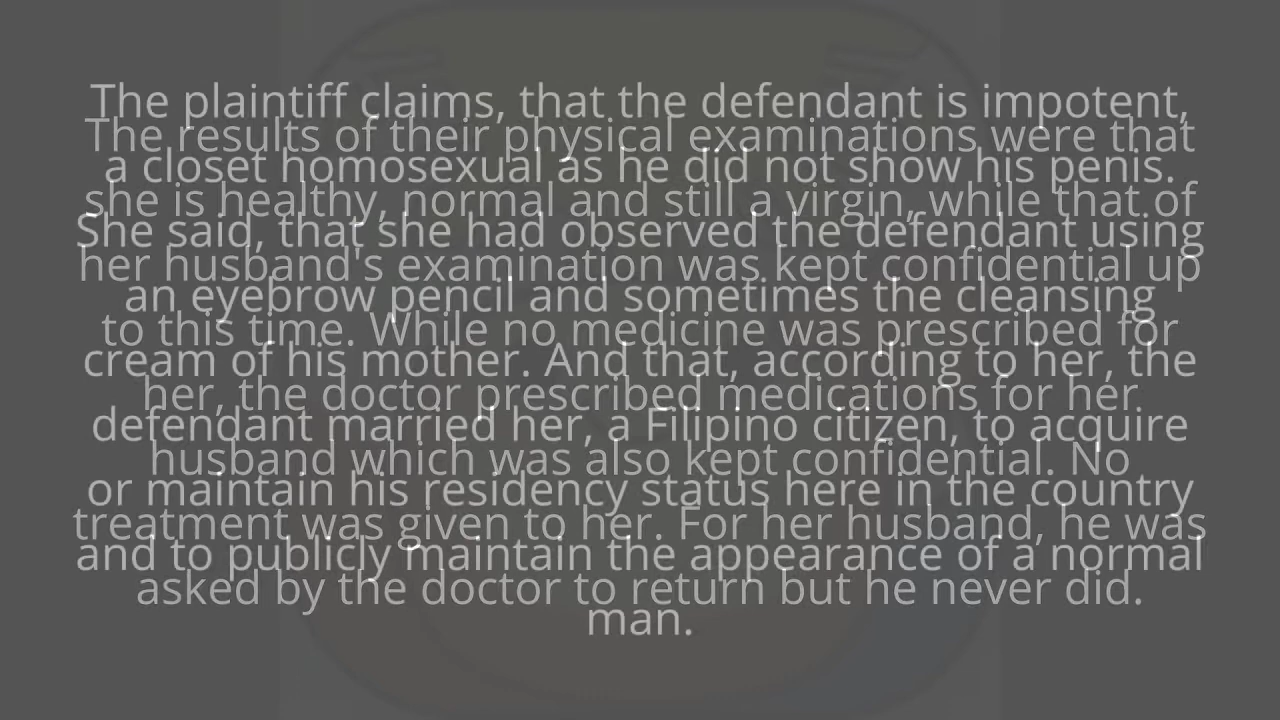 The plaintiff claims, that the defendant is impotent,
a closet homosexual as he did not show his penis.
She said, that she had observed the defendant using
an eyebrow pencil and sometimes the cleansing
cream of his mother. And that, according to her, the
defendant married her, a Filipino citizen, to acquire
or maintain his residency status here in the country
and to publicly maintain the appearance of a normal
man.
The results of their physical examinations were that
she is healthy, normal and still a virgin, while that of
her husband's examination was kept confidential up
to this time. While no medicine was prescribed for
her, the doctor prescribed medications for her
husband which was also kept confidential. No
treatment was given to her. For her husband, he was
asked by the doctor to return but he never did.